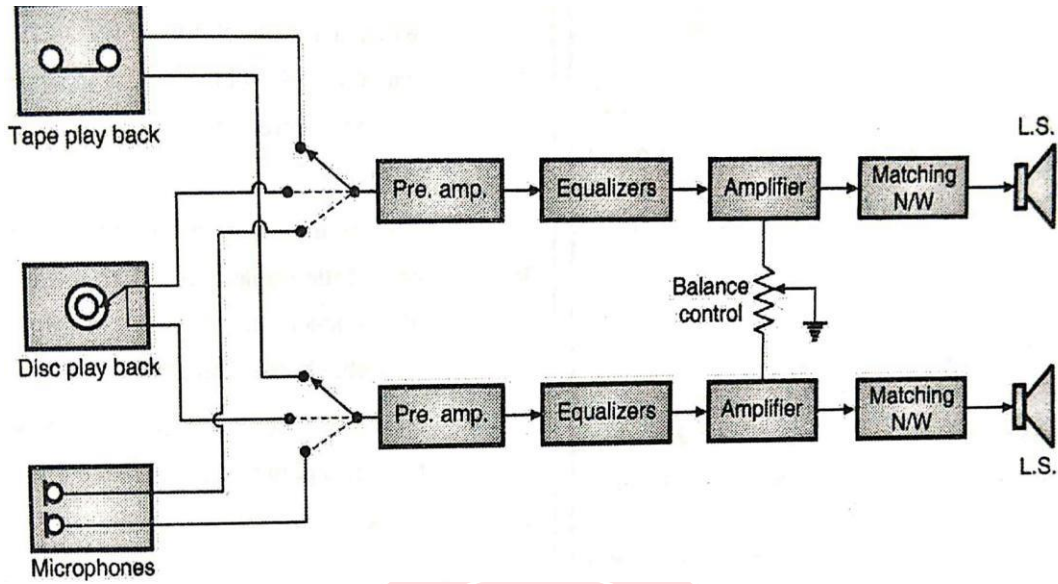 Tape play back
L.S.
Pre. amp.
Equalizers
Amplifier
Matching
N/W
Balance
control
Disc play back
Pre. amp.
Equalizers
Amplifier
Matching
N/W
L.S.
Microphones